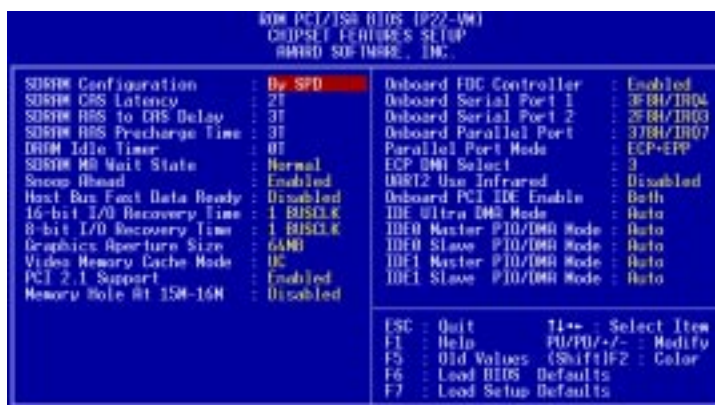 ROM PCI/ISA BIOS (P2Z-VM)
CHIPSET FEATURES SETUP
AWARD SOFTWARE, INC.
SDRAM Configuration : By SPD
SDRAM CAS Latency : 2T
SDRAM RAS to CAS Delay : 3T
SDRAM RAS Precharge Time : 3T
DRAM Idle Timer : 0T
SDRAM MA Wait State : Normal
Snoop Ahead : Enabled
Host Bus Fast Data Ready : Disabled
16-bit I/O Recovery Time : 1 BUSCLK
8-bit I/O Recovery Time : 1 BUSCLK
Graphics Aperture Size : 64MB
Video Memory Cache Mode : UC
PCI 2.1 Support : Enabled
Memory Hole At 15M-16M : Disabled
Onboard FDC Controller : Enabled
Onboard Serial Port 1 : 3F8H/IRQ4
Onboard Serial Port 2 : 2F8H/IRQ3
Onboard Parallel Port : 378H/IRQ7
Parallel Port Mode : ECP+EPP
ECP DMA Select : 3
UART2 Use Infrared : Disabled
Onboard PCI IDE Enable : Both
IDE Ultra DMA Mode : Auto
IDE0 Master PIO/DMA Mode : Auto
IDE0 Slave PIO/DMA Mode : Auto
IDE1 Master PIO/DMA Mode : Auto
IDE1 Slave PIO/DMA Mode : Auto
ESC : Quit ↑↓→← : Select Item
F1 : Help PU/PD/+/- : Modify
F5 : Old Values (Shift)F2 : Color
F6 : Load BIOS Defaults
F7 : Load Setup Defaults